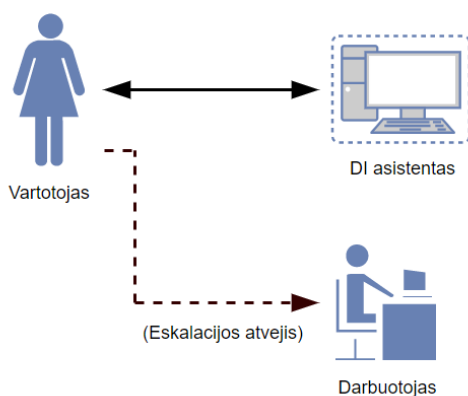 Vartotojas
DI asistentas
(Eskalacijos atvejis)
Darbuotojas